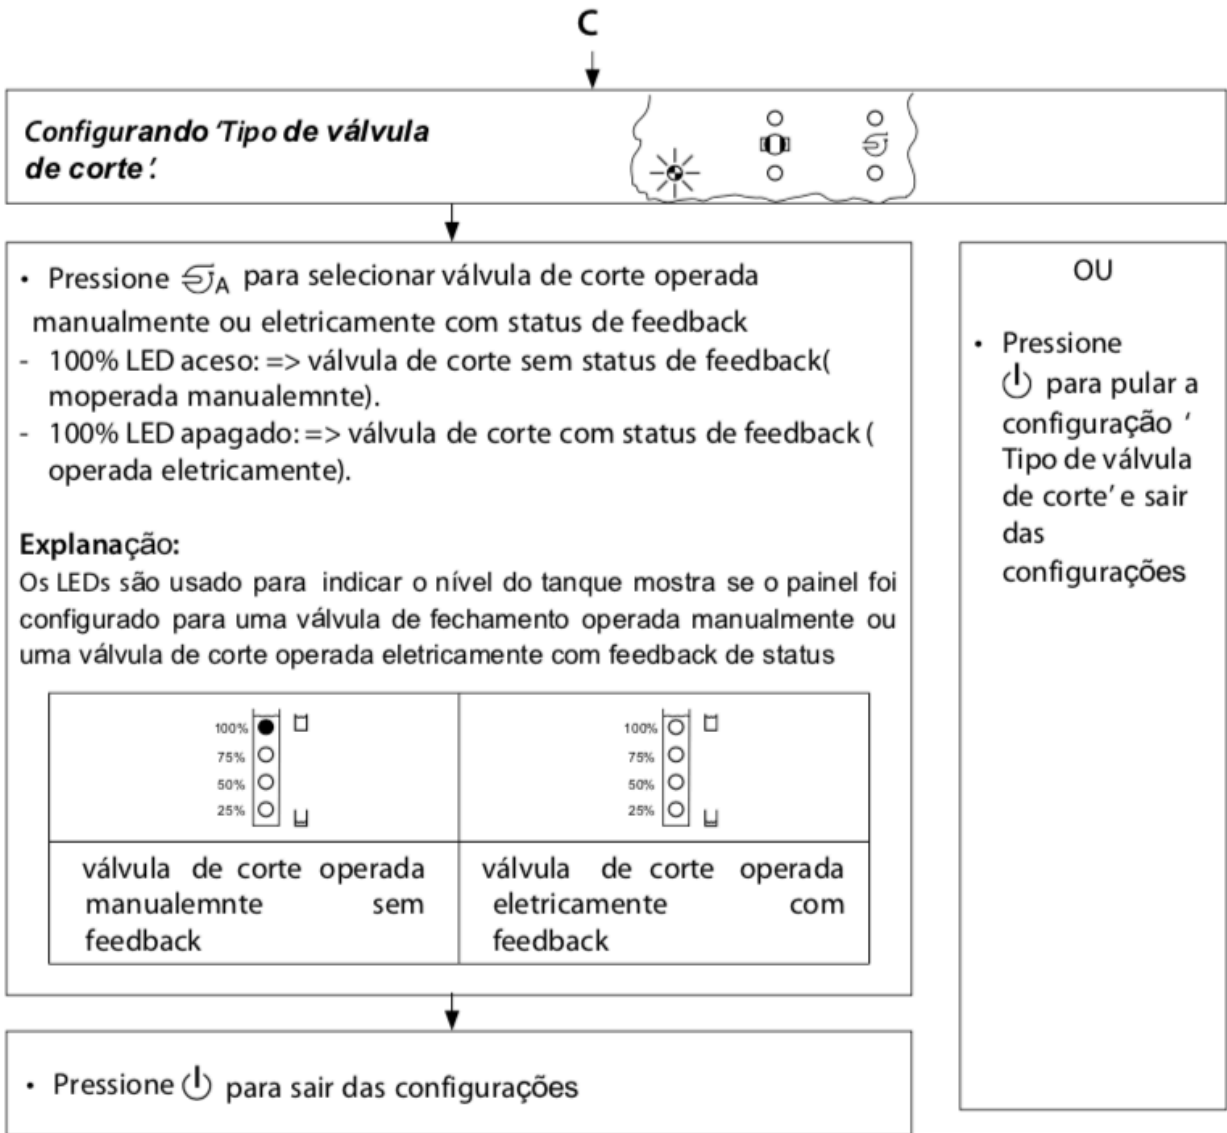 C
Configurando 'Tipo de válvula
de corte'.
• Pressione A para selecionar válvula de corte operada
manualmente ou eletricamente com status de feedback
- 100% LED aceso: => válvula de corte sem status de feedback(
moperada manualemnte).
- 100% LED apagado: => válvula de corte com status de feedback (
operada eletricamente).
Explanação:
Os LEDs são usado para indicar o nível do tanque mostra se o painel foi
configurado para uma válvula de fechamento operada manualmente ou
uma válvula de corte operada eletricamente com feedback de status
100%
75%
50%
25%
válvula de corte operada
manualemnte sem
feedback
100%
75%
50%
25%
válvula de corte operada
eletricamente com
feedback
• Pressione para sair das configurações
OU
• Pressione
para pular a
configuração '
Tipo de válvula
de corte' e sair
das
configurações